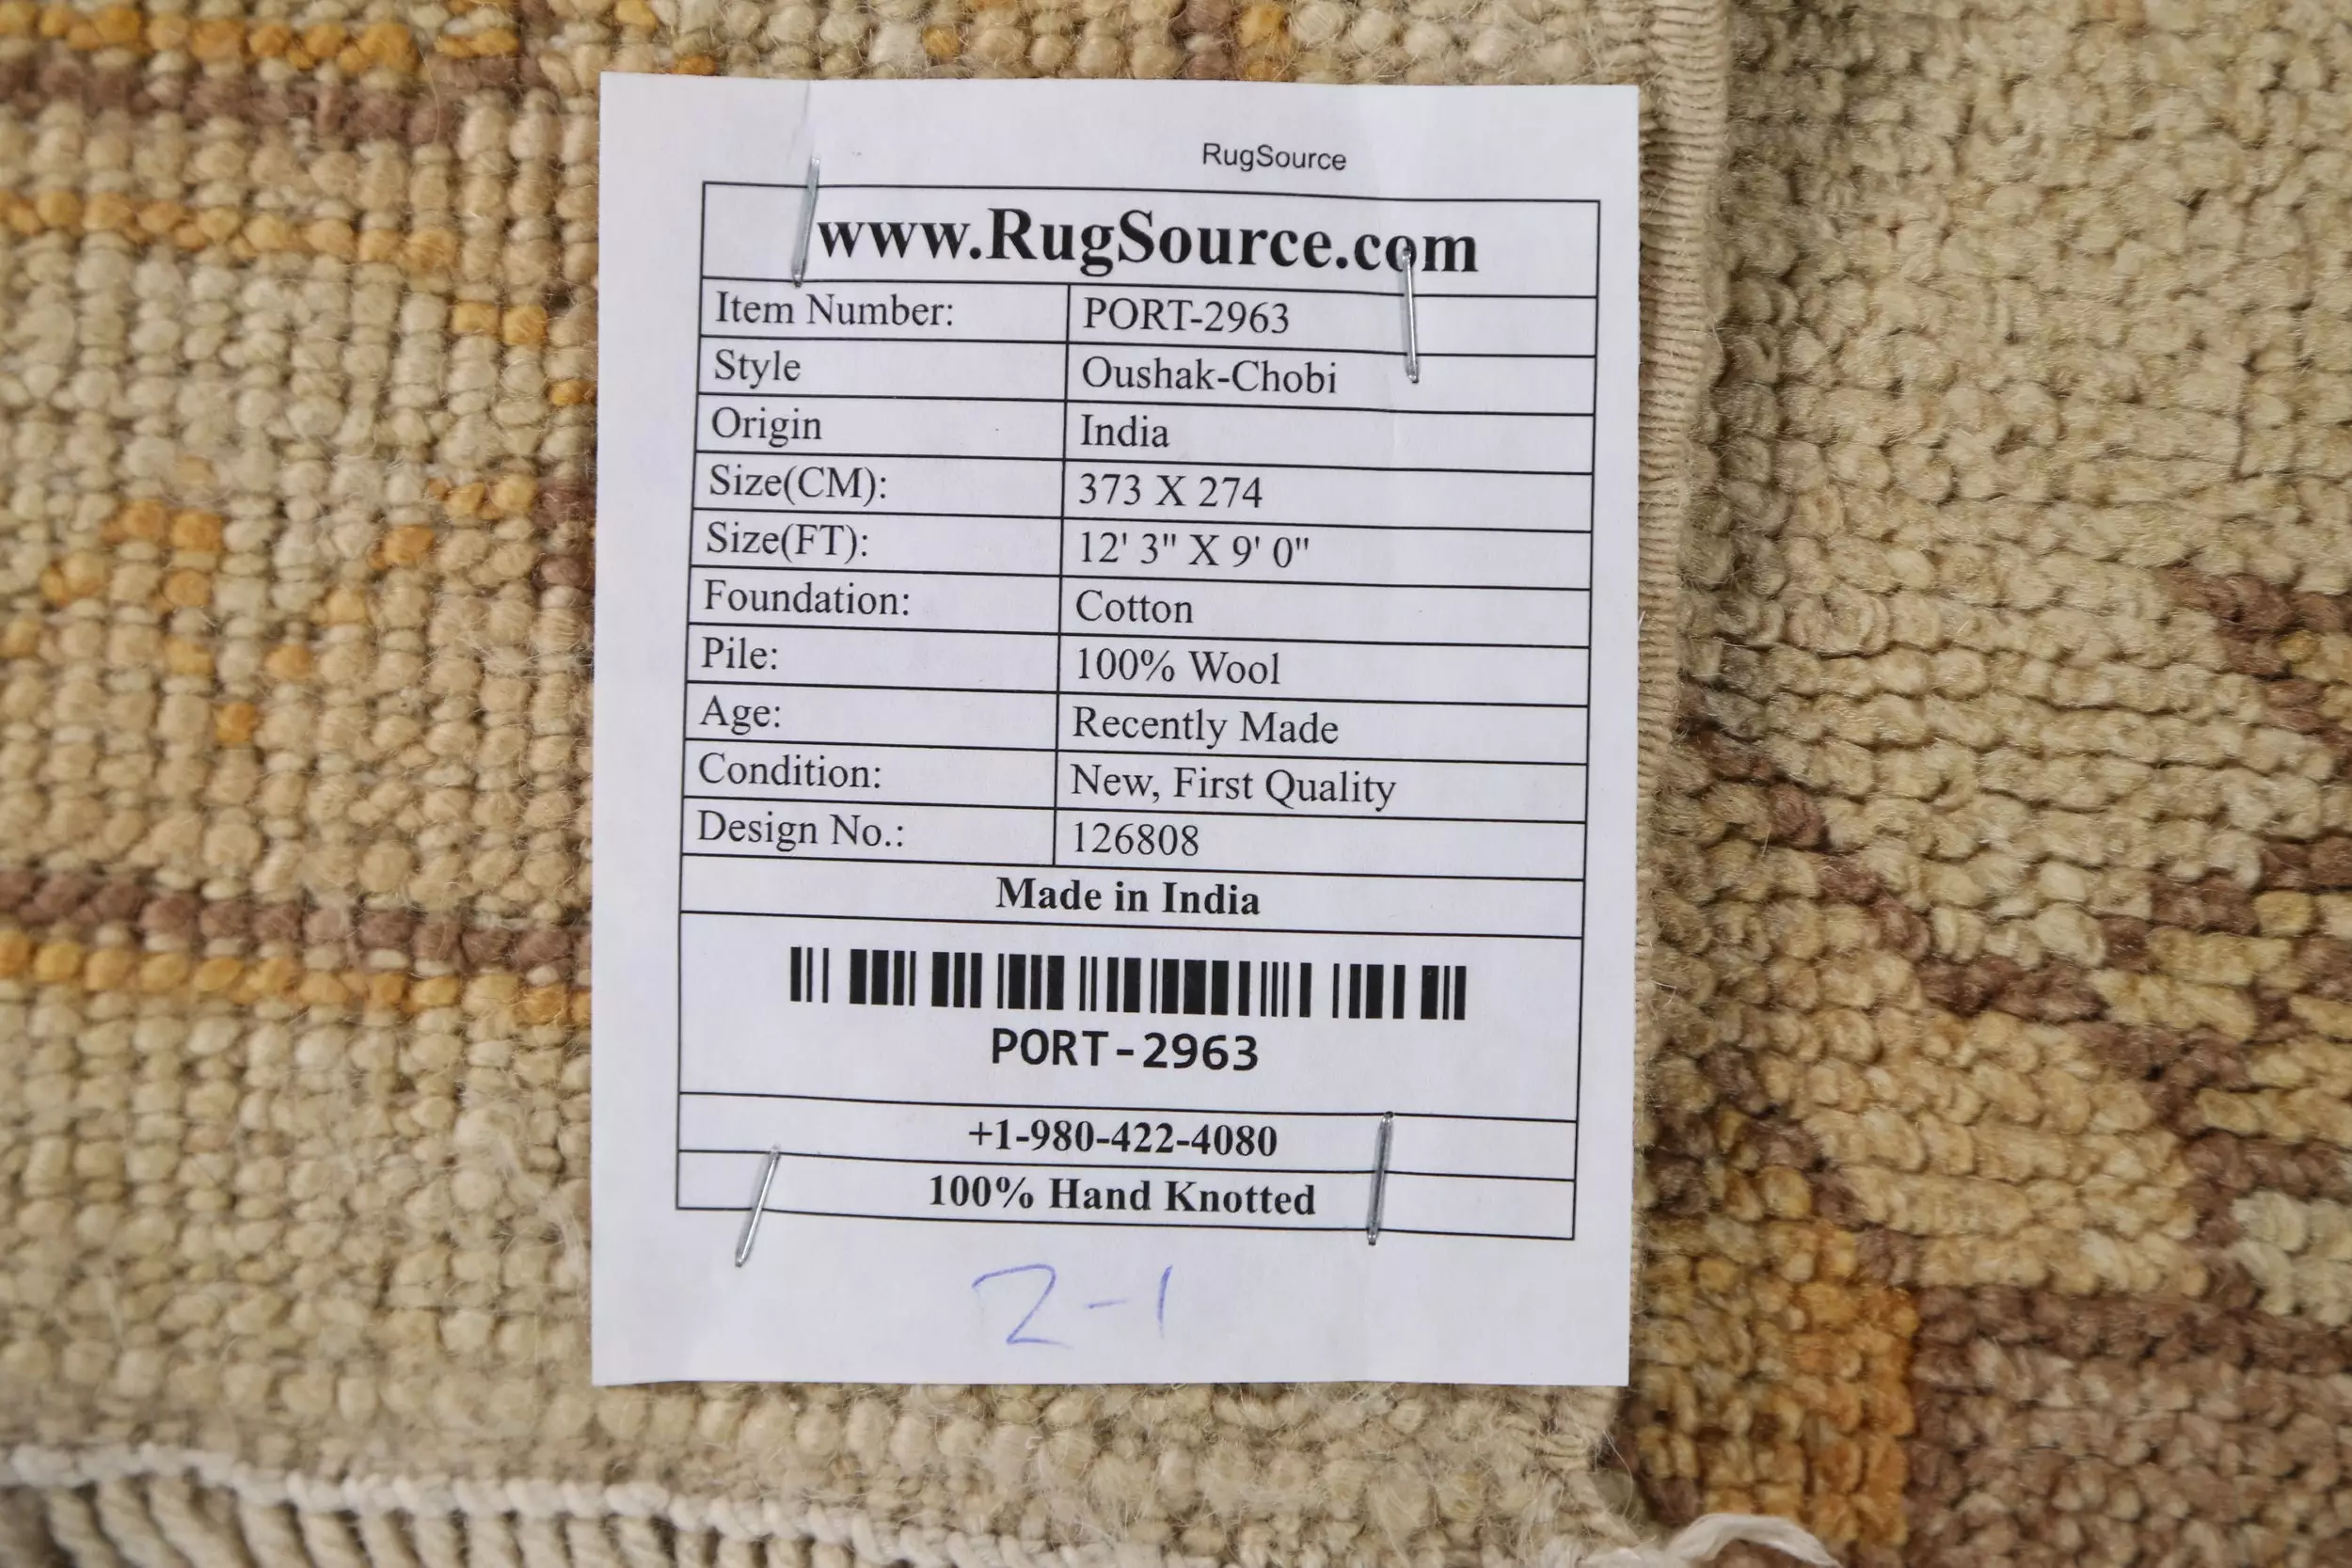 RugSource
www.RugSource.com
Item Number: PORT-2963
Style Oushak-Chobi
Origin India
Size(CM): 373 X 274
Size(FT): 12' 3" X 9' 0"
Foundation: Cotton
Pile: 100% Wool
Age: Recently Made
Condition: New, First Quality
Design No.: 126808
Made in India
PORT-2963
+1-980-422-4080
100% Hand Knotted
2-1